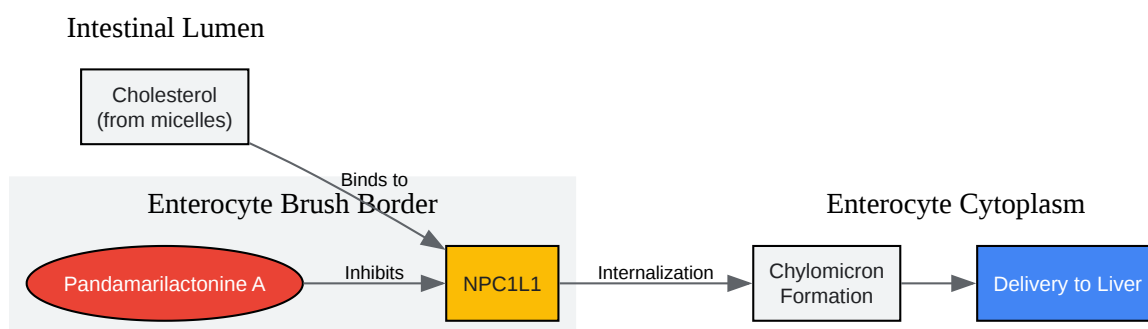 Intestinal Lumen
Cholesterol
(from micelles)
Binds to
Enterocyte Brush Border
Enterocyte Cytoplasm
Pandamarilactonine A
Inhibits
NPC1L1
Internalization
Chylomicron
Formation
Delivery to Liver